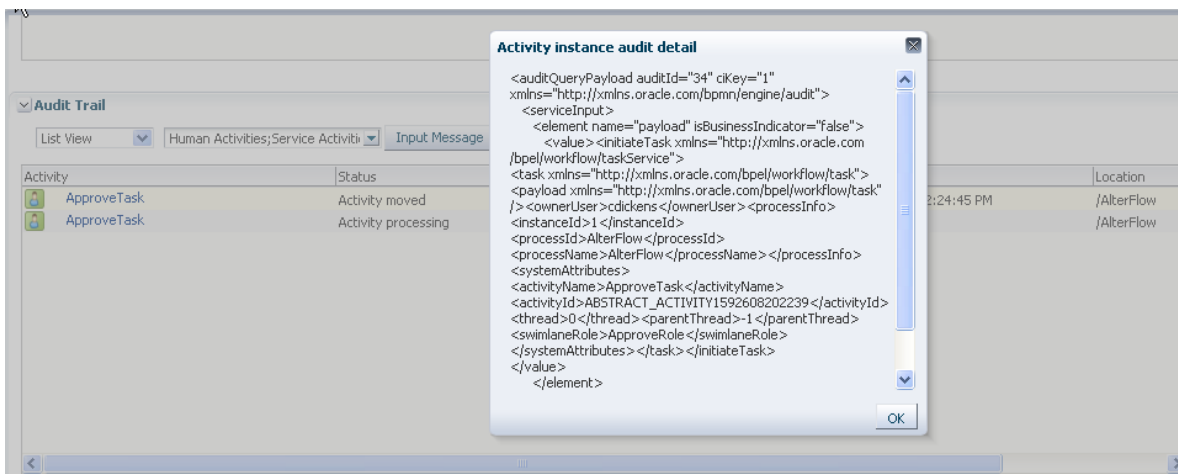 Activity instance audit detail
<auditQueryPayload auditId="34" ciKey="1"
xmlns="http://xmlns.oracle.com/bpmn/engine/audit">
<serviceInput>
<element name="payload" isBusinessIndicator="false">
<value><initiateTask xmlns="http://xmlns.oracle.com
/bpel/workflow/taskService">
<task xmlns="http://xmlns.oracle.com/bpel/workflow/task">
<payload xmlns="http://xmlns.oracle.com/bpel/workflow/task"
/><ownerUser>cdickens</ownerUser><processInfo>
<instanceId>1</instanceId>
<processId>AlterFlow</processId>
<processName>AlterFlow</processName></processInfo>
<systemAttributes>
<activityName>ApproveTask</activityName>
<activityId>ABSTRACT_ACTIVITY1592608202239</activityId>
<thread>0</thread><parentThread>-1</parentThread>
<swimlaneRole>ApproveRole</swimlaneRole>
</systemAttributes></task></initiateTask>
</value>
</element>
OK
Audit Trail
List View Human Activities;Service Activiti Input Message
Activity Status Location
ApproveTask Activity moved 2:24:45 PM /AlterFlow
ApproveTask Activity processing /AlterFlow